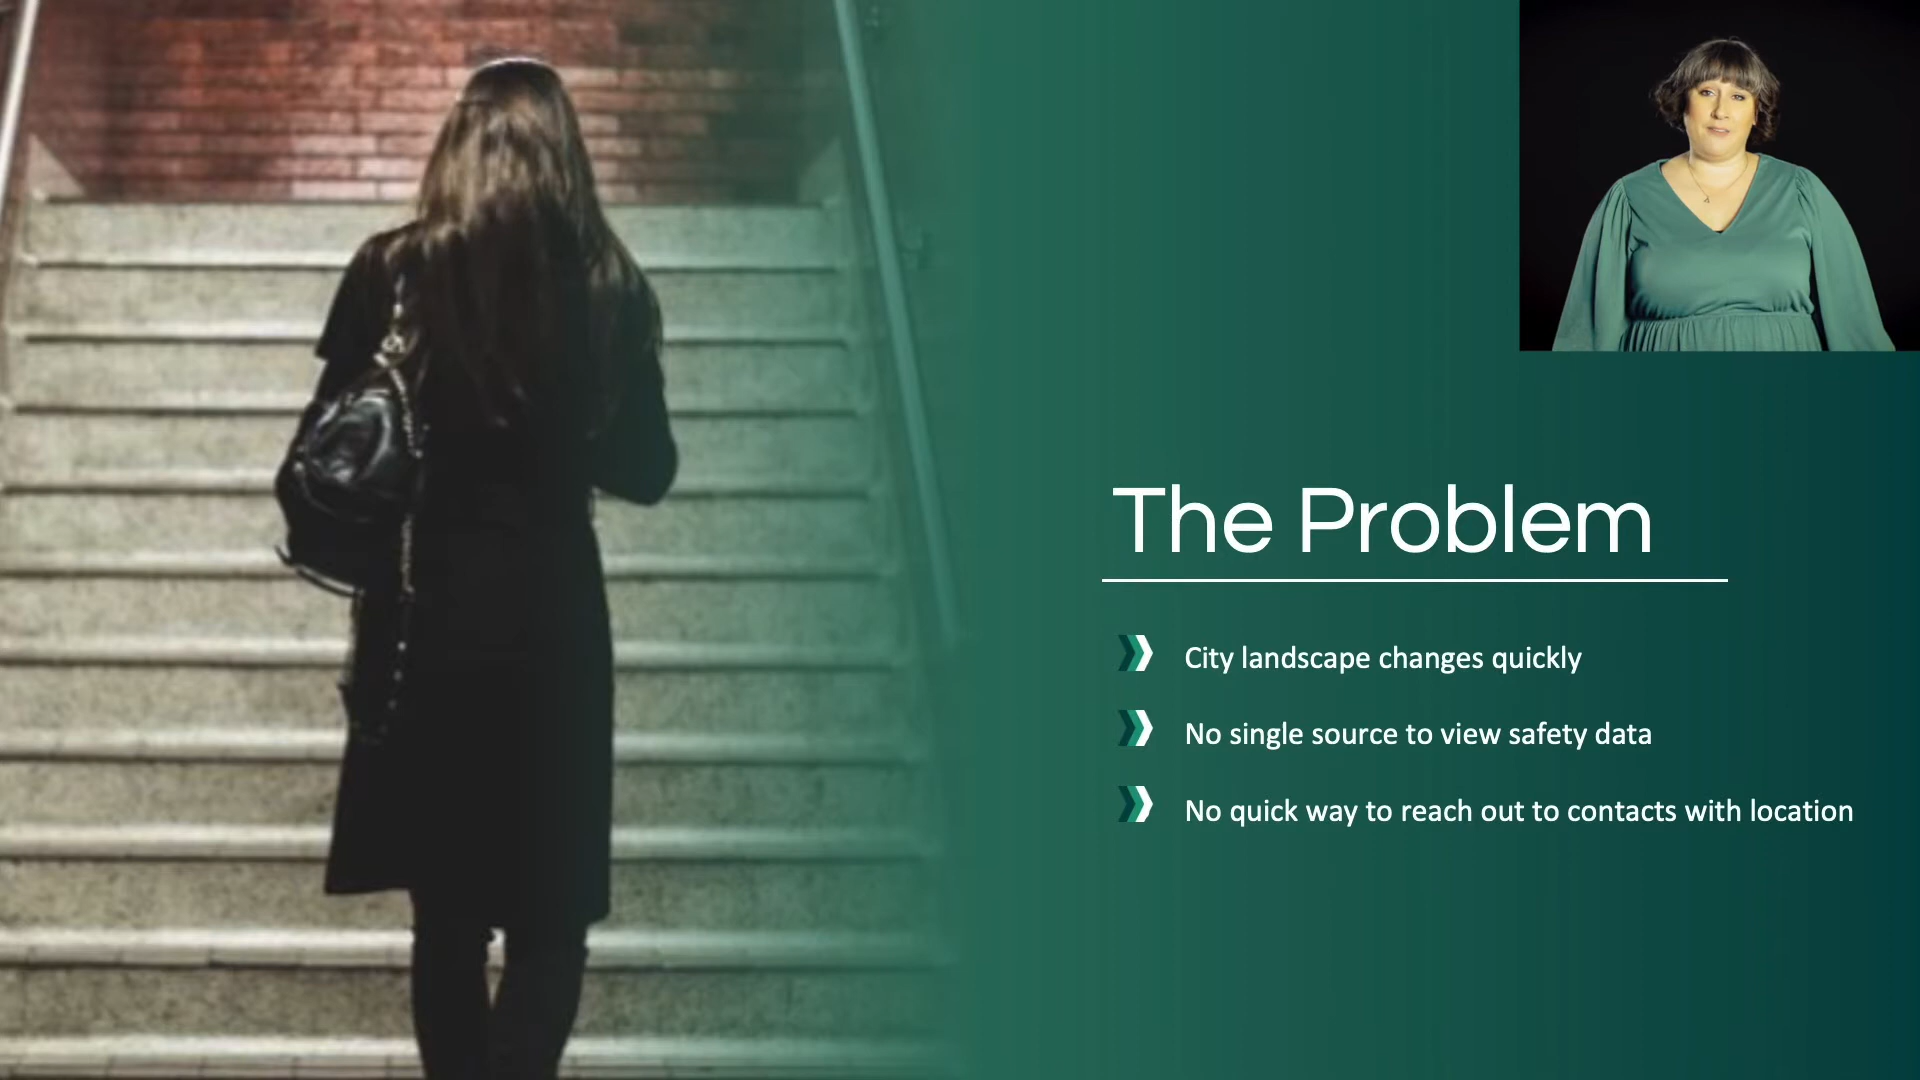 The Problem
City landscape changes quickly
No single source to view safety data
No quick way to reach out to contacts with location